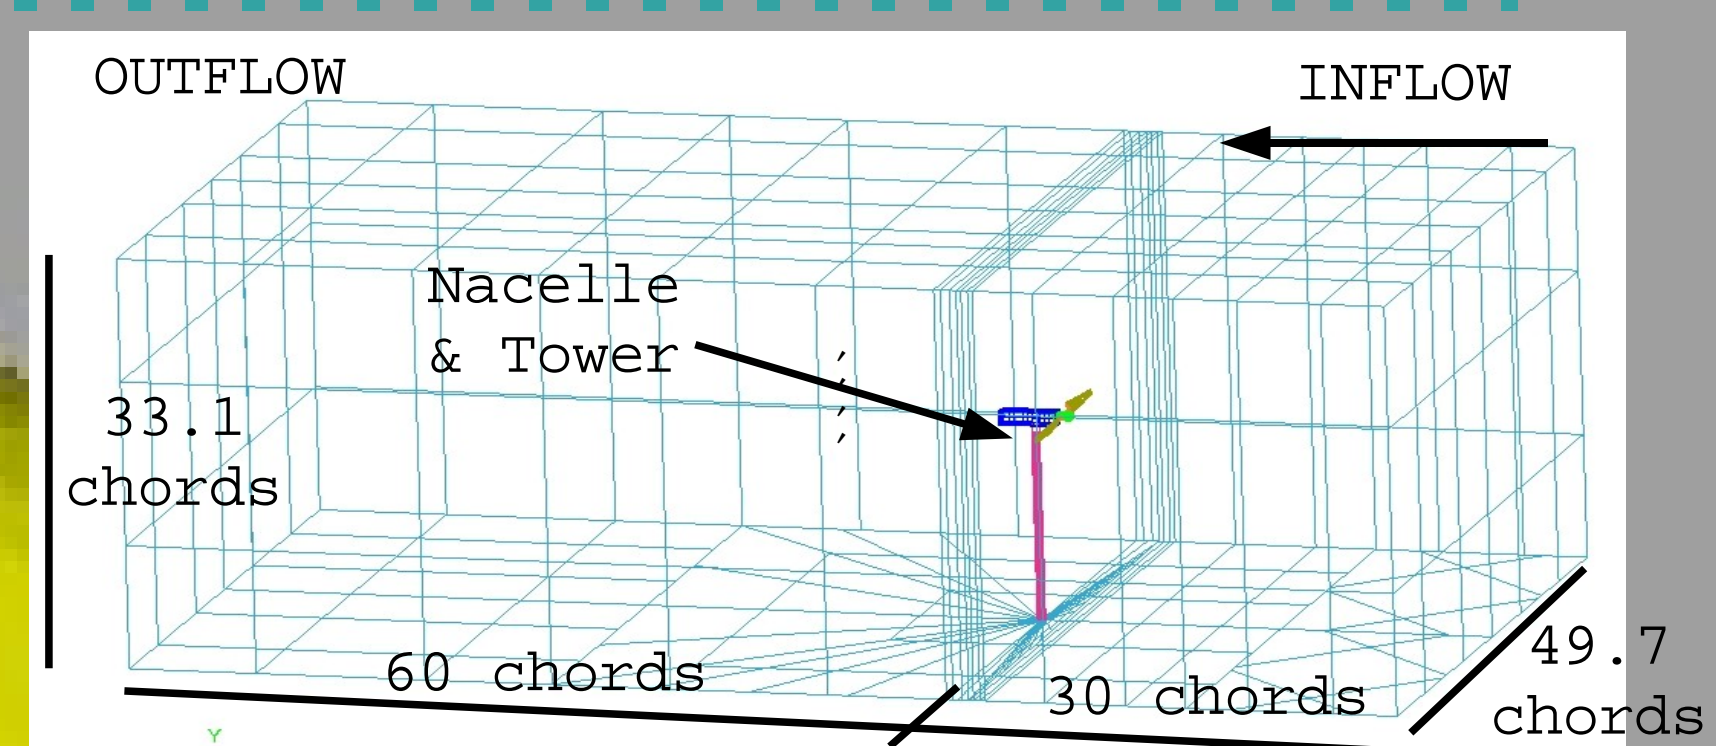 OUTFLOW
INFLOW
Nacelle
& Tower
33.1
chords
60 chords
30 chords
49.7
chords
Y